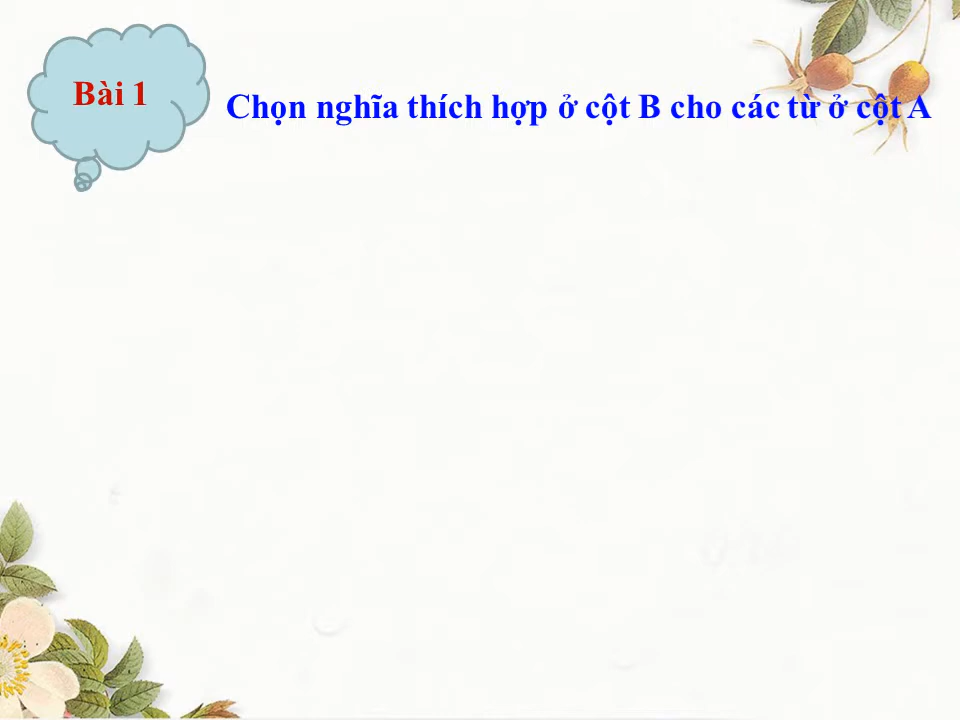 Bài 1
Chọn nghĩa thích hợp ở cột B cho các từ ở cột A